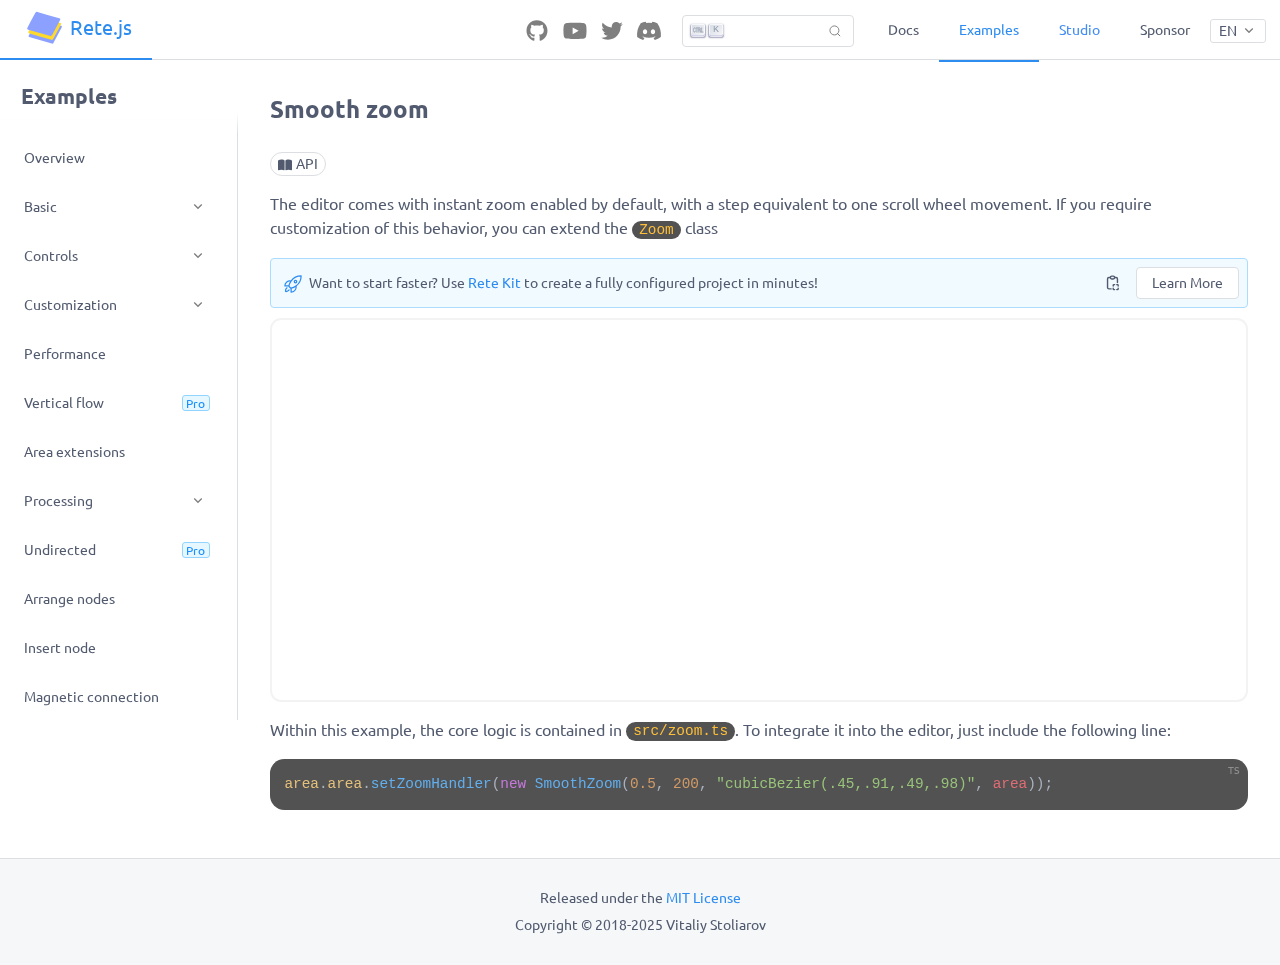 Rete.js
K
Docs
Examples
Studio
Sponsor
EN
Examples
Overview
Basic
Controls
Customization
Performance
Vertical flow
Pro
Area extensions
Processing
Undirected
Pro
Arrange nodes
Insert node
Magnetic connection
Smooth zoom
API
The editor comes with instant zoom enabled by default, with a step equivalent to one scroll wheel movement. If you require
customization of this behavior, you can extend the Zoom class
Want to start faster? Use Rete Kit to create a fully configured project in minutes!
Learn More
Within this example, the core logic is contained in src/zoom.ts. To integrate it into the editor, just include the following line:
TS
area.area.setZoomHandler(new SmoothZoom(0.5, 200, "cubicBezier(.45,.91,.49,.98)", area));
Released under the MIT License
Copyright © 2018-2025 Vitaliy Stoliarov